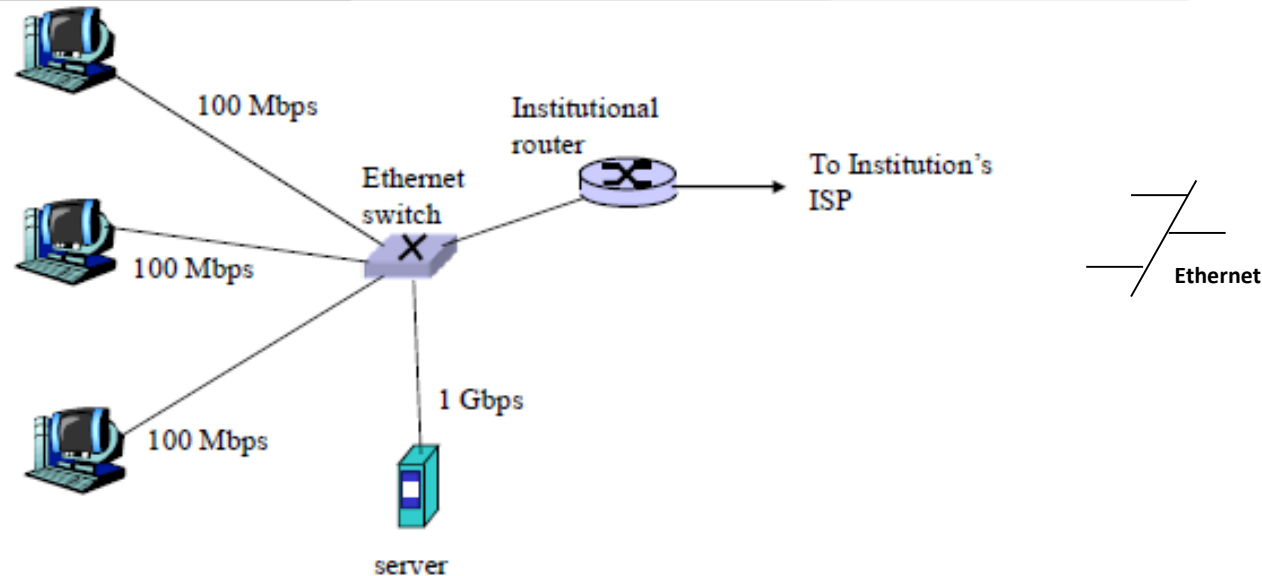 100 Mbps
Institutional
router
To Institution's
ISP
Ethernet
switch
100 Mbps
Ethernet
1 Gbps
100 Mbps
server